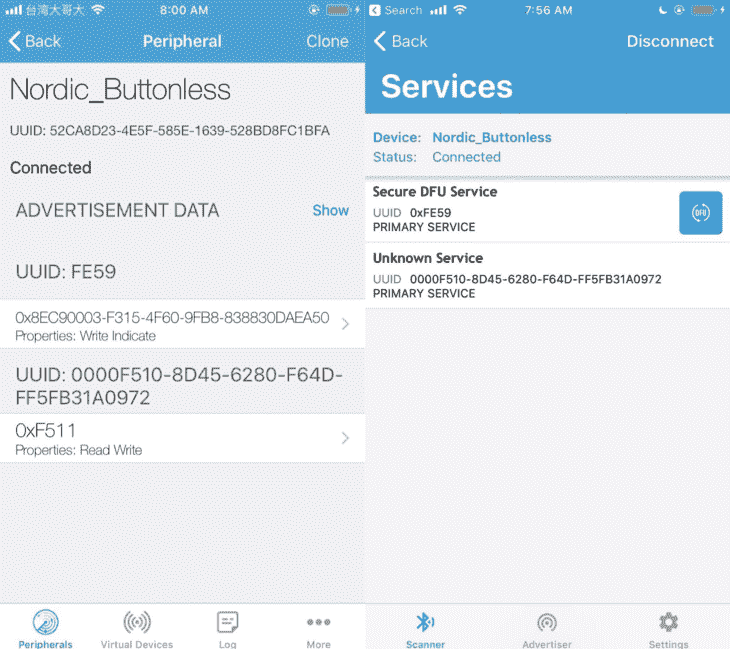 台湾大哥大 8:00 AM
Back Peripheral Clone
Nordic_Buttonless
UUID: 52CA8D23-4E5F-585E-1639-528BD8FC1BFA
Connected
ADVERTISEMENT DATA Show
UUID: FE59
0x8EC90003-F315-4F60-9FB8-838830DAEA50
Properties: Write Indicate
UUID: 0000F510-8D45-6280-F64D-
FF5FB31A0972
0xF511
Properties: Read Write
Peripherals Virtual Devices Log More
Search 7:56 AM
Back Disconnect
Services
Device: Nordic_Buttonless
Status: Connected
Secure DFU Service
UUID 0xFE59
PRIMARY SERVICE
DFU
Unknown Service
UUID 0000F510-8D45-6280-F64D-FF5FB31A0972
PRIMARY SERVICE
Scanner Advertiser Settings